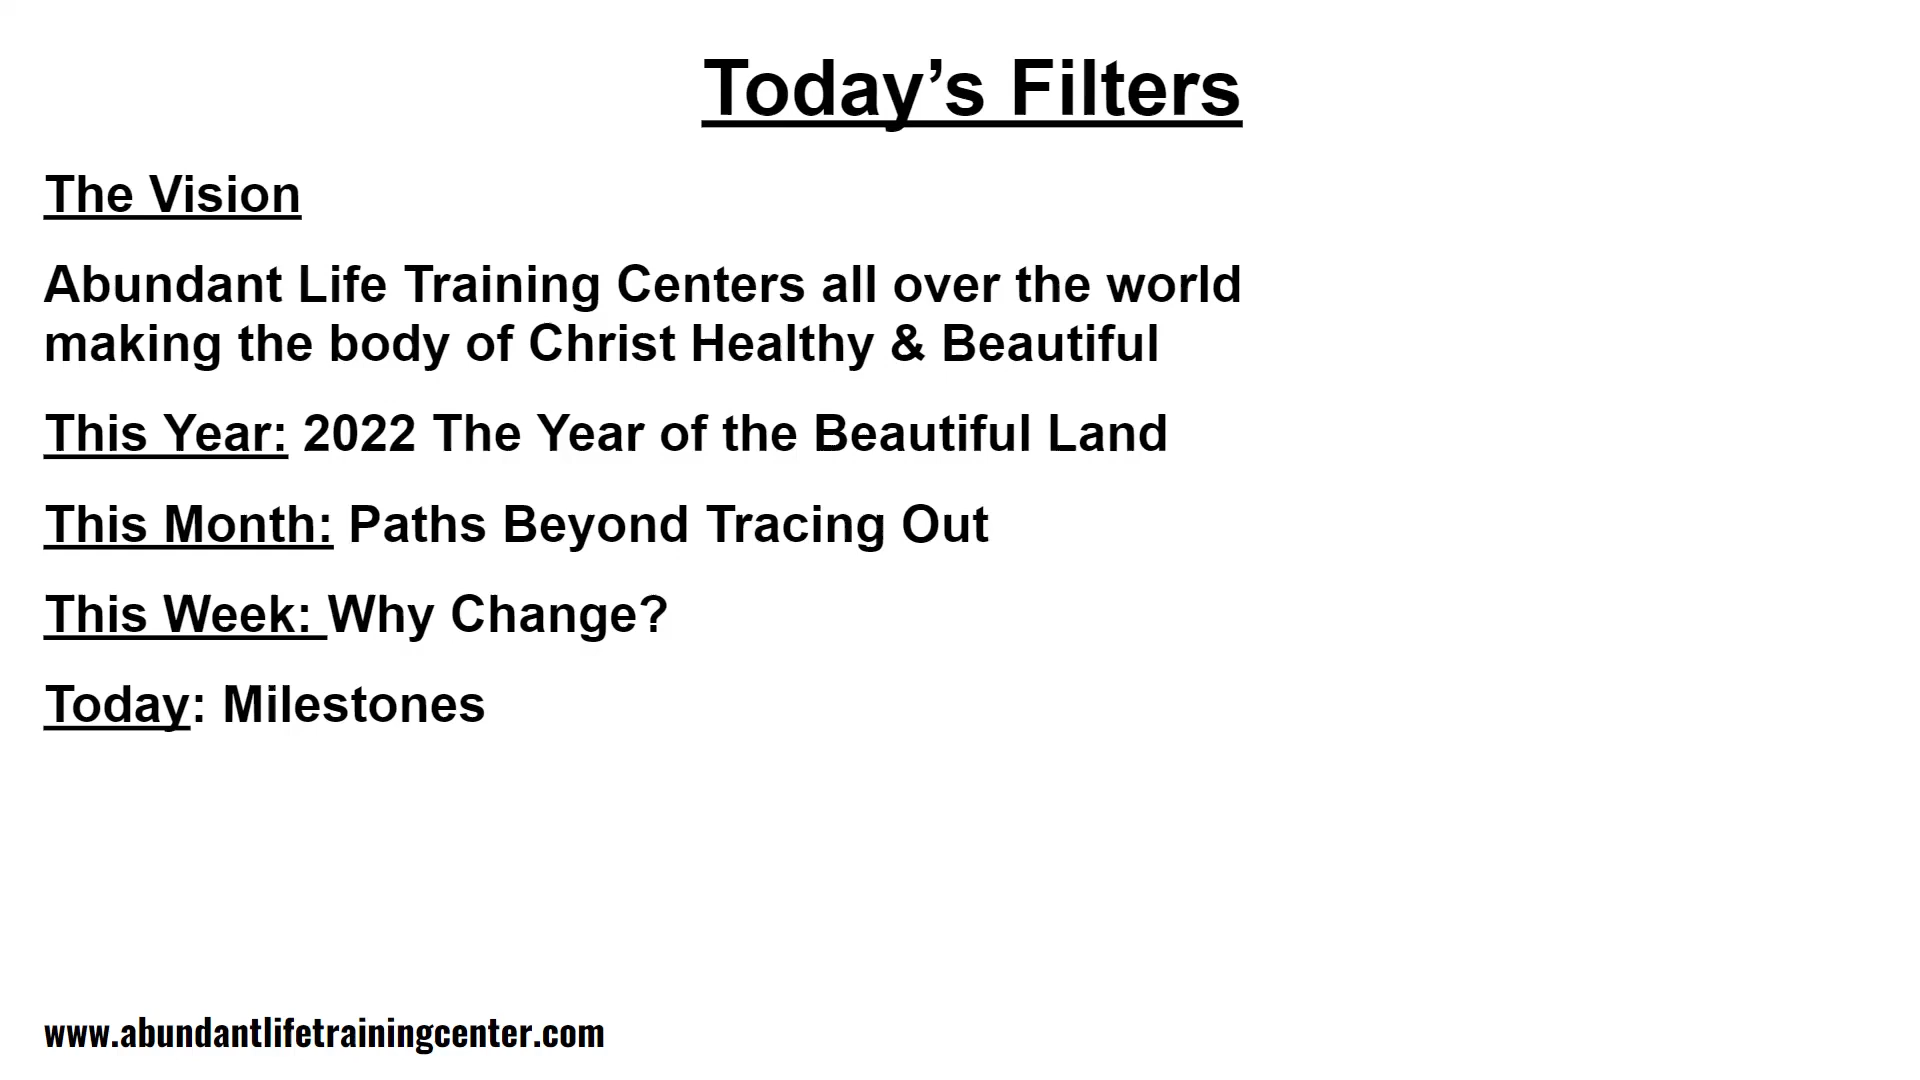 Today’s Filters
The Vision
Abundant Life Training Centers all over the world
making the body of Christ Healthy & Beautiful
This Year: 2022 The Year of the Beautiful Land
This Month: Paths Beyond Tracing Out
This Week: Why Change?
Today: Milestones
www.abundantlifetrainingcenter.com